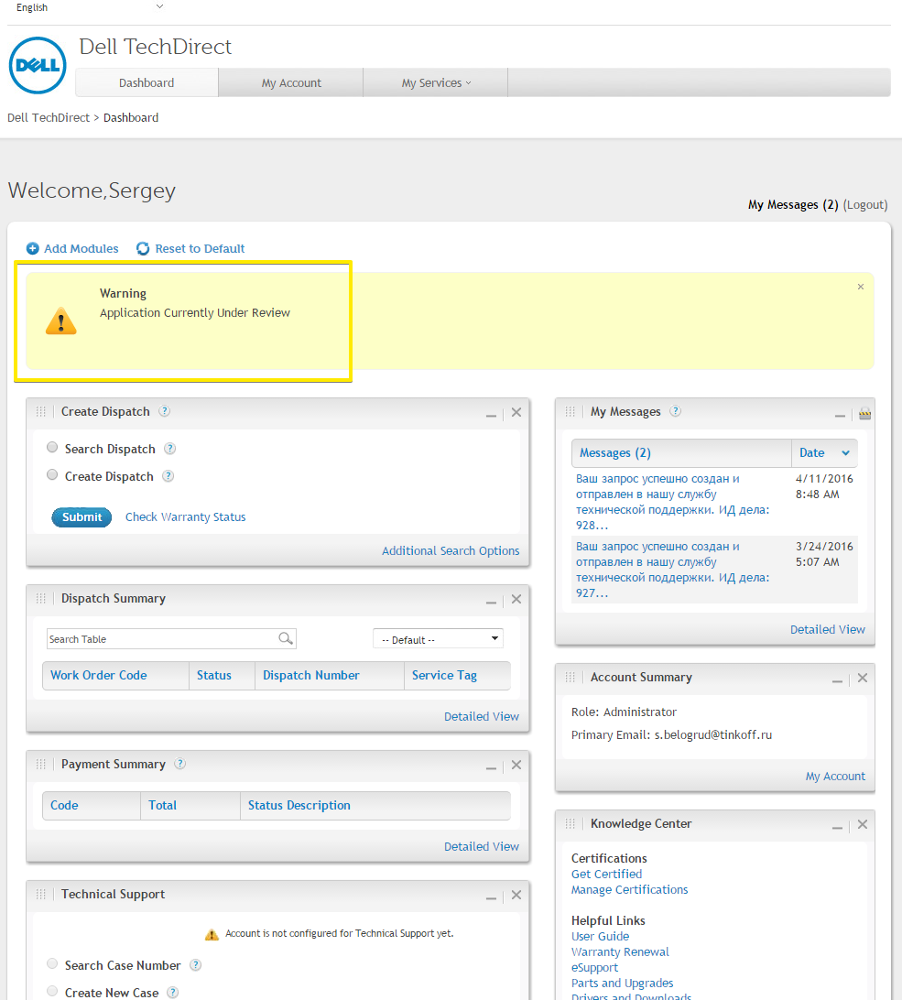 English
DELL
Dell TechDirect
Dashboard
My Account
My Services
Dell TechDirect > Dashboard
Welcome,Sergey
My Messages (2) (Logout)
Add Modules
Reset to Default
Warning
Application Currently Under Review
×
Create Dispatch ?
Search Dispatch ?
Create Dispatch ?
Submit
Check Warranty Status
Additional Search Options
Dispatch Summary
Search Table
-- Default --
Work Order Code
Status
Dispatch Number
Service Tag
Detailed View
Payment Summary ?
Code
Total
Status Description
Detailed View
Technical Support
Account is not configured for Technical Support yet.
Search Case Number ?
Create New Case ?
My Messages ?
Messages (2)
Date
Ваш запрос успешно создан и
отправлен в нашу службу
технической поддержки. ИД дела:
928...
4/11/2016
8:48 AM
Ваш запрос успешно создан и
отправлен в нашу службу
технической поддержки. ИД дела:
927...
3/24/2016
5:07 AM
Detailed View
Account Summary
Role: Administrator
Primary Email: s.belogrud@tinkoff.ru
My Account
Knowledge Center
Certifications
Get Certified
Manage Certifications
Helpful Links
User Guide
Warranty Renewal
eSupport
Parts and Upgrades
Drivers and Downloads